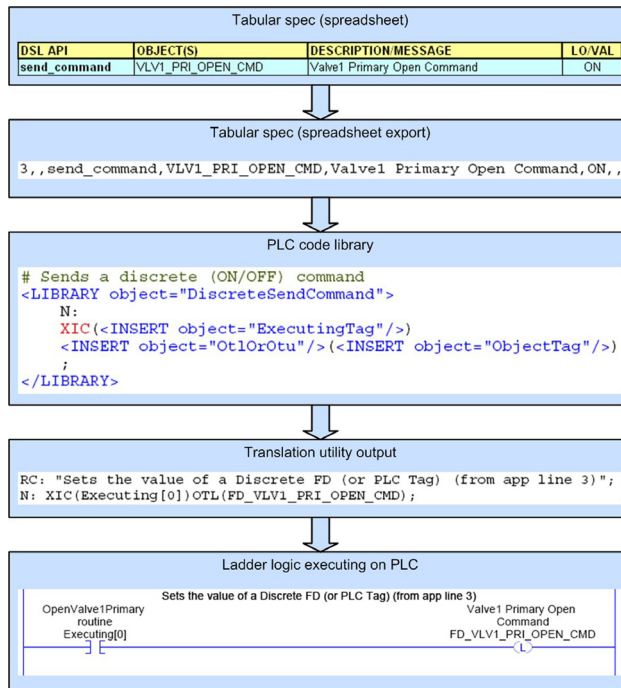 Tabular spec (spreadsheet)
DSL API OBJECT(S) DESCRIPTION/MESSAGE LO/VAL
send_command VLV1_PRI_OPEN_CMD Valve1 Primary Open Command ON
Tabular spec (spreadsheet export)
3,,send_command,VLV1_PRI_OPEN_CMD,Valve1 Primary Open Command,ON,,
PLC code library
# Sends a discrete (ON/OFF) command
<LIBRARY object="DiscreteSendCommand">
N:
XIC(<INSERT object="ExecutingTag"/>)
<INSERT object="OtlOrOtu"/>(<INSERT object="ObjectTag"/>)
;
</LIBRARY>
Translation utility output
RC: "Sets the value of a Discrete FD (or PLC Tag) (from app line 3)";
N: XIC(Executing[0])OTL(FD_VLV1_PRI_OPEN_CMD);
Ladder logic executing on PLC
Sets the value of a Discrete FD (or PLC Tag) (from app line 3)
OpenValve1Primary
routine
Executing[0]
Valve1 Primary Open
Command
FD_VLV1_PRI_OPEN_CMD
L